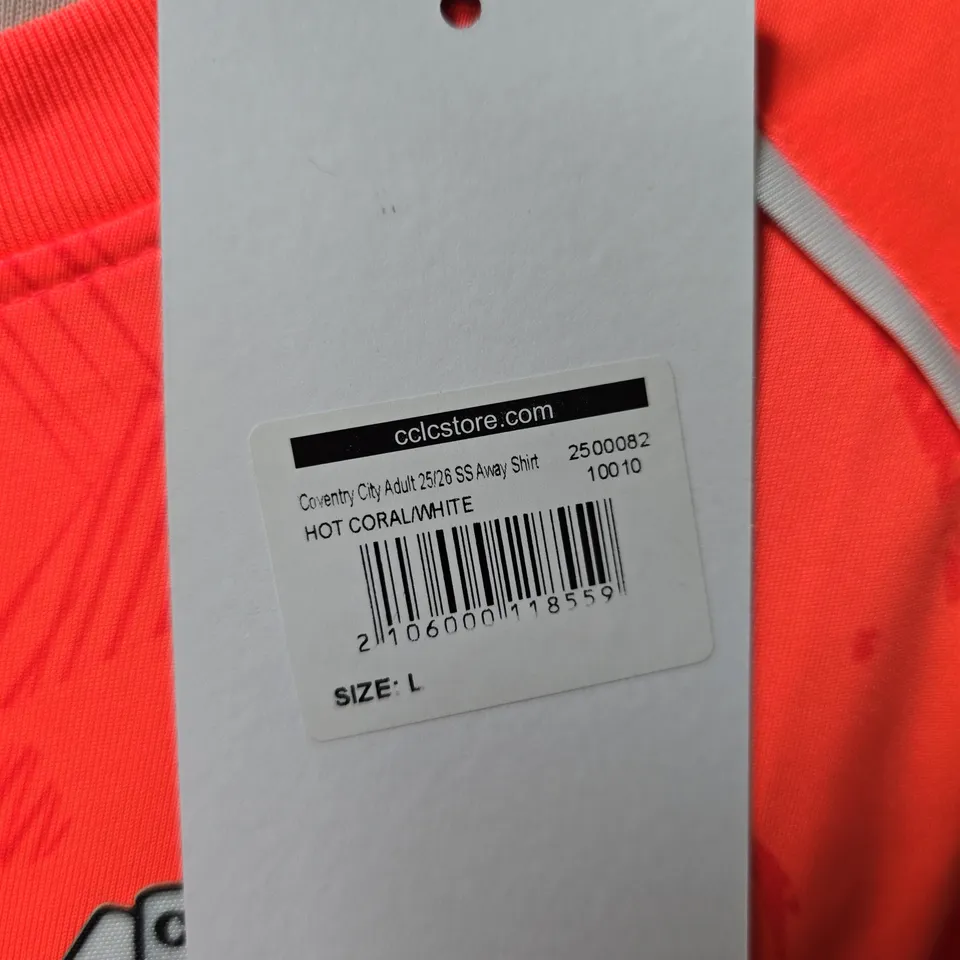 cclcstore.com
Coventry City Adult 25/26 SS Away Shirt 2500082
HOT CORAL/WHITE 10010
2 106000 118559
SIZE: L